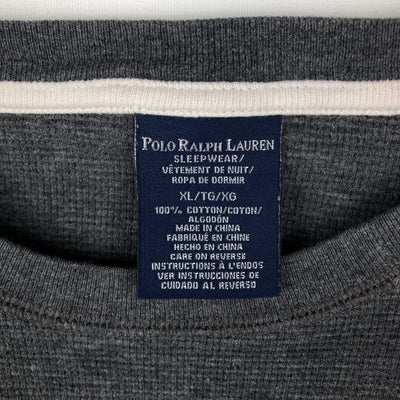 POLO RALPH LAUREN
SLEEPWEAR/
VÊTEMENT DE NUIT/
ROPA DE DORMIR
XL/TG/XG
100% COTTON/COTON/
ALGODÓN
MADE IN CHINA
FABRIQUÉ EN CHINE
HECHO EN CHINA
CARE ON REVERSE
INSTRUCTIONS À L'ENDOS
VER INSTRUCCIONES DE
CUIDADO AL REVERSO